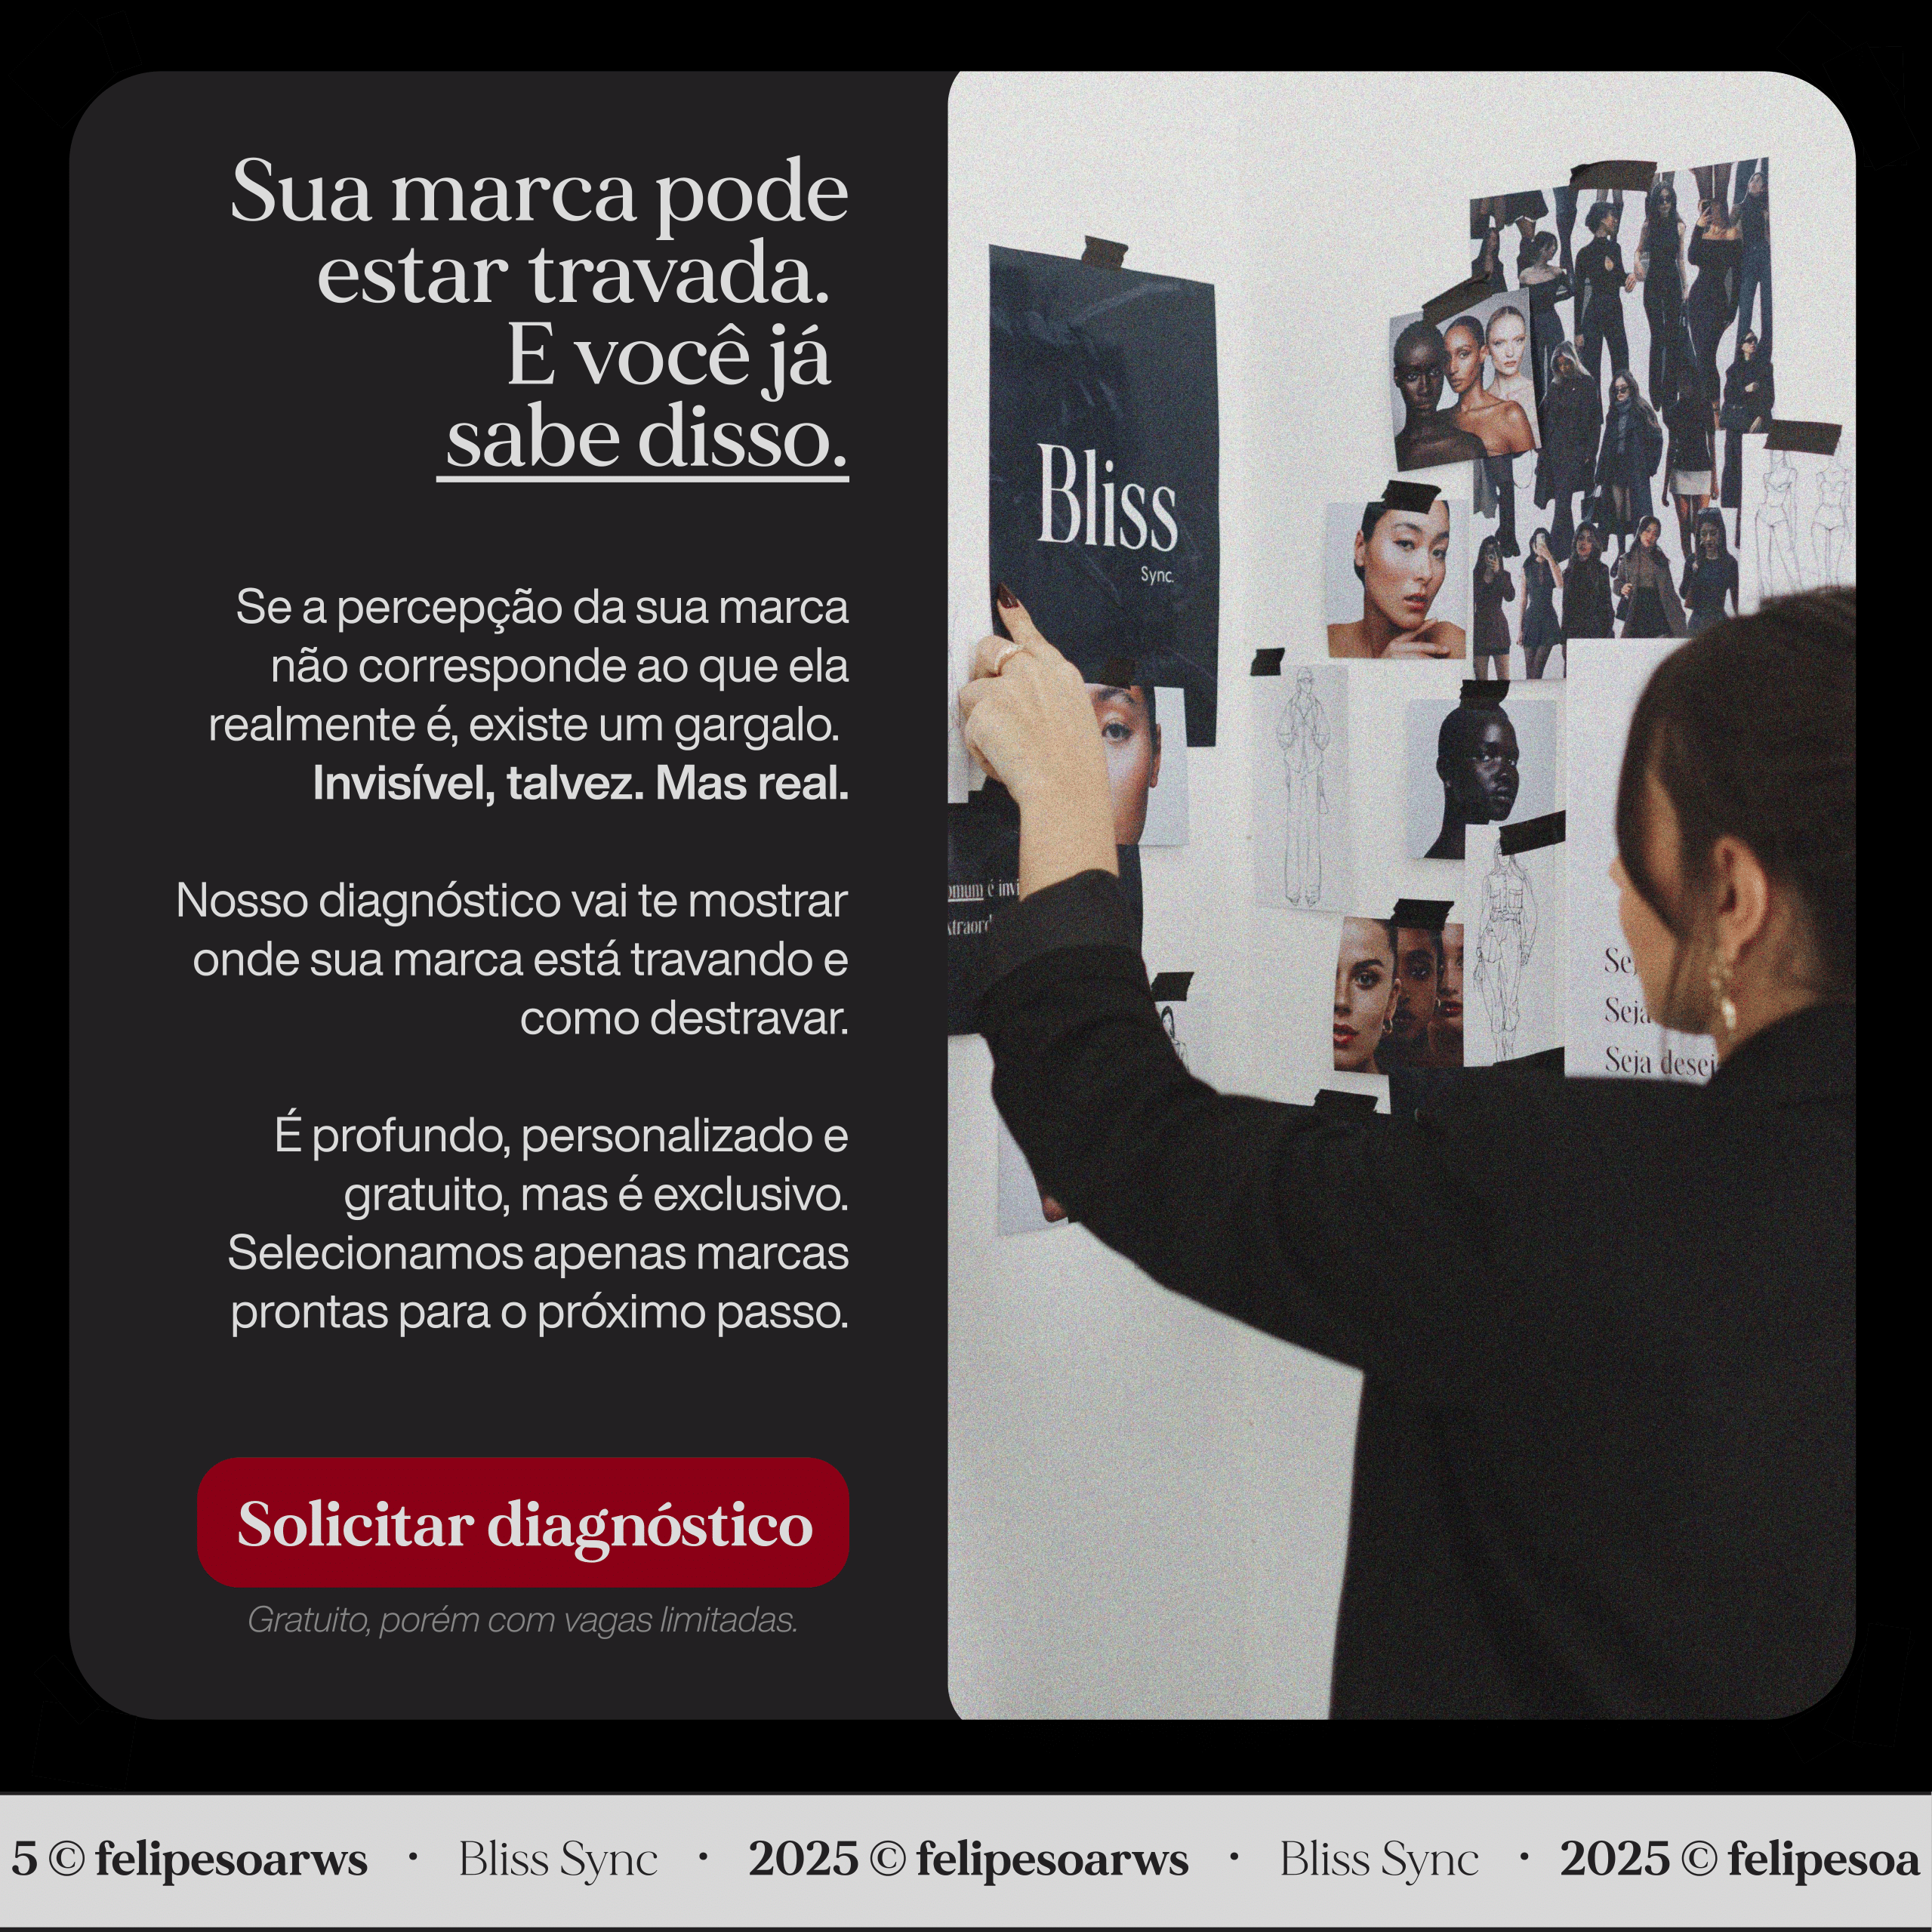 Sua marca pode
estar travada.
E você já
sabe disso.
Se a percepção da sua marca
não corresponde ao que ela
realmente é, existe um gargalo.
Invisível, talvez. Mas real.
Nosso diagnóstico vai te mostrar
onde sua marca está travando e
como destravar.
É profundo, personalizado e
gratuito, mas é exclusivo.
Selecionamos apenas marcas
prontas para o próximo passo.
Solicitar diagnóstico
Gratuito, porém com vagas limitadas.
Bliss
Sync.
é
Seja
Seja
5 © felipesoarws • Bliss Sync • 2025 © felipesoarws • Bliss Sync • 2025 © felipesoa